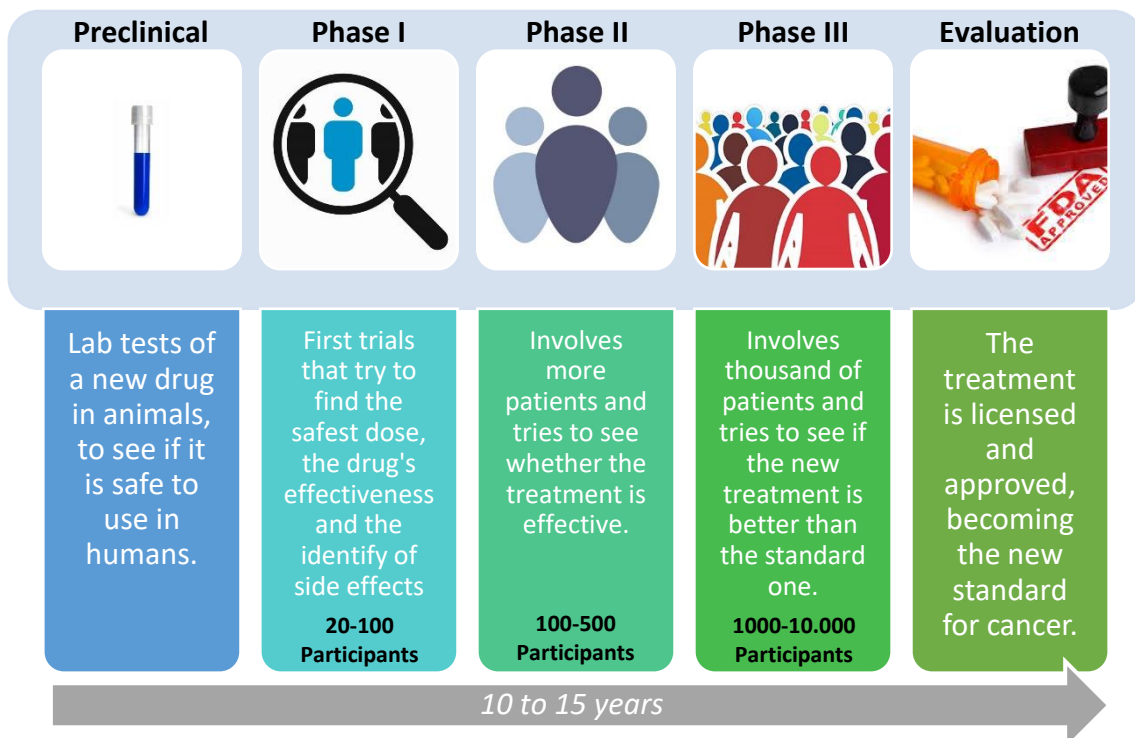 Preclinical
Phase I
Phase II
Phase III
Evaluation
FDA
APPROVED
Lab tests of
a new drug
in animals,
to see if it
is safe to
use in
humans.
First trials
that try to
find the
safest dose,
the drug's
effectiveness
and the
identify of
side effects
20-100
Participants
Involves
more
patients and
tries to see
whether the
treatment is
effective.
100-500
Participants
Involves
thousand of
patients and
tries to see if
the new
treatment is
better than
the standard
one.
1000-10.000
Participants
The
treatment
is licensed
and
approved,
becoming
the new
standard
for cancer.
10 to 15 years